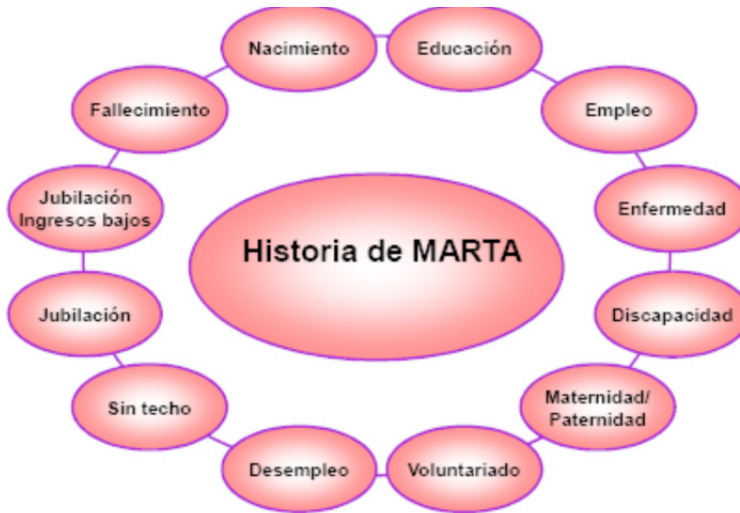 Nacimiento
Educación
Empleo
Enfermedad
Discapacidad
Maternidad/
Paternidad
Voluntariado
Desempleo
Sin techo
Jubilación
Jubilación
Ingresos bajos
Fallecimiento
Historia de MARTA